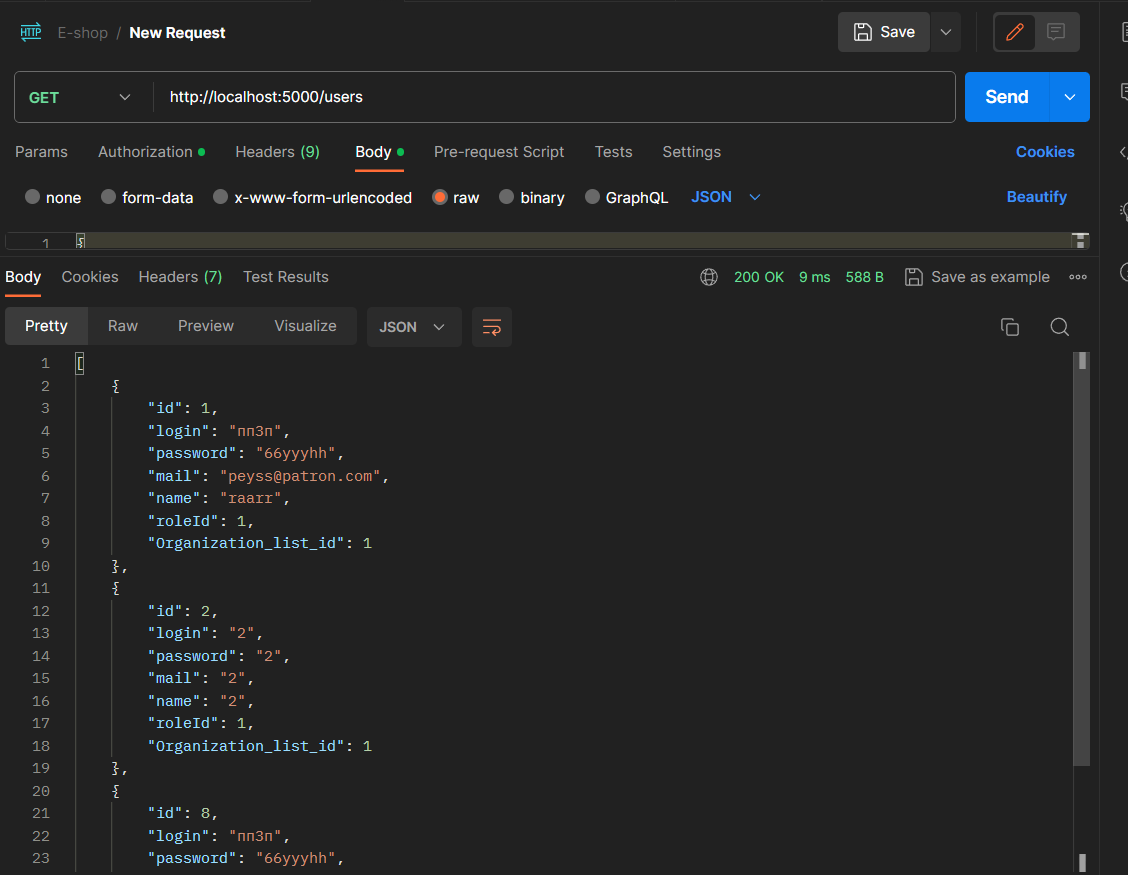 HTTP E-shop / New Request Save
GET http://localhost:5000/users Send
Params Authorization Headers (9) Body Pre-request Script Tests Settings Cookies
none form-data x-www-form-urlencoded raw binary GraphQL JSON Beautify
1 {
Body Cookies Headers (7) Test Results 200 OK 9 ms 588 B Save as example
Pretty Raw Preview Visualize JSON
1 [
2 {
3 "id": 1,
4 "login": "ппЗп",
5 "password": "66yyyhh",
6 "mail": "peyss@patron.com",
7 "name": "raarr",
8 "roleId": 1,
9 "Organization_list_id": 1
10 },
11 {
12 "id": 2,
13 "login": "2",
14 "password": "2",
15 "mail": "2",
16 "name": "2",
17 "roleId": 1,
18 "Organization_list_id": 1
19 },
20 {
21 "id": 8,
22 "login": "ппЗп",
23 "password": "66yyyhh",